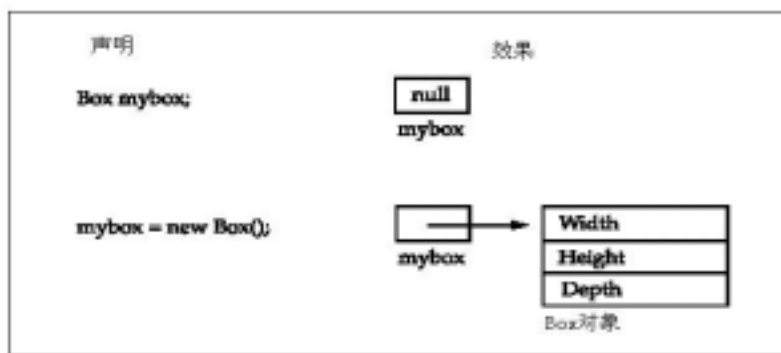 声明
效果
Box mybox;
null
mybox
mybox = new Box();
mybox
Width
Height
Depth
Box对象